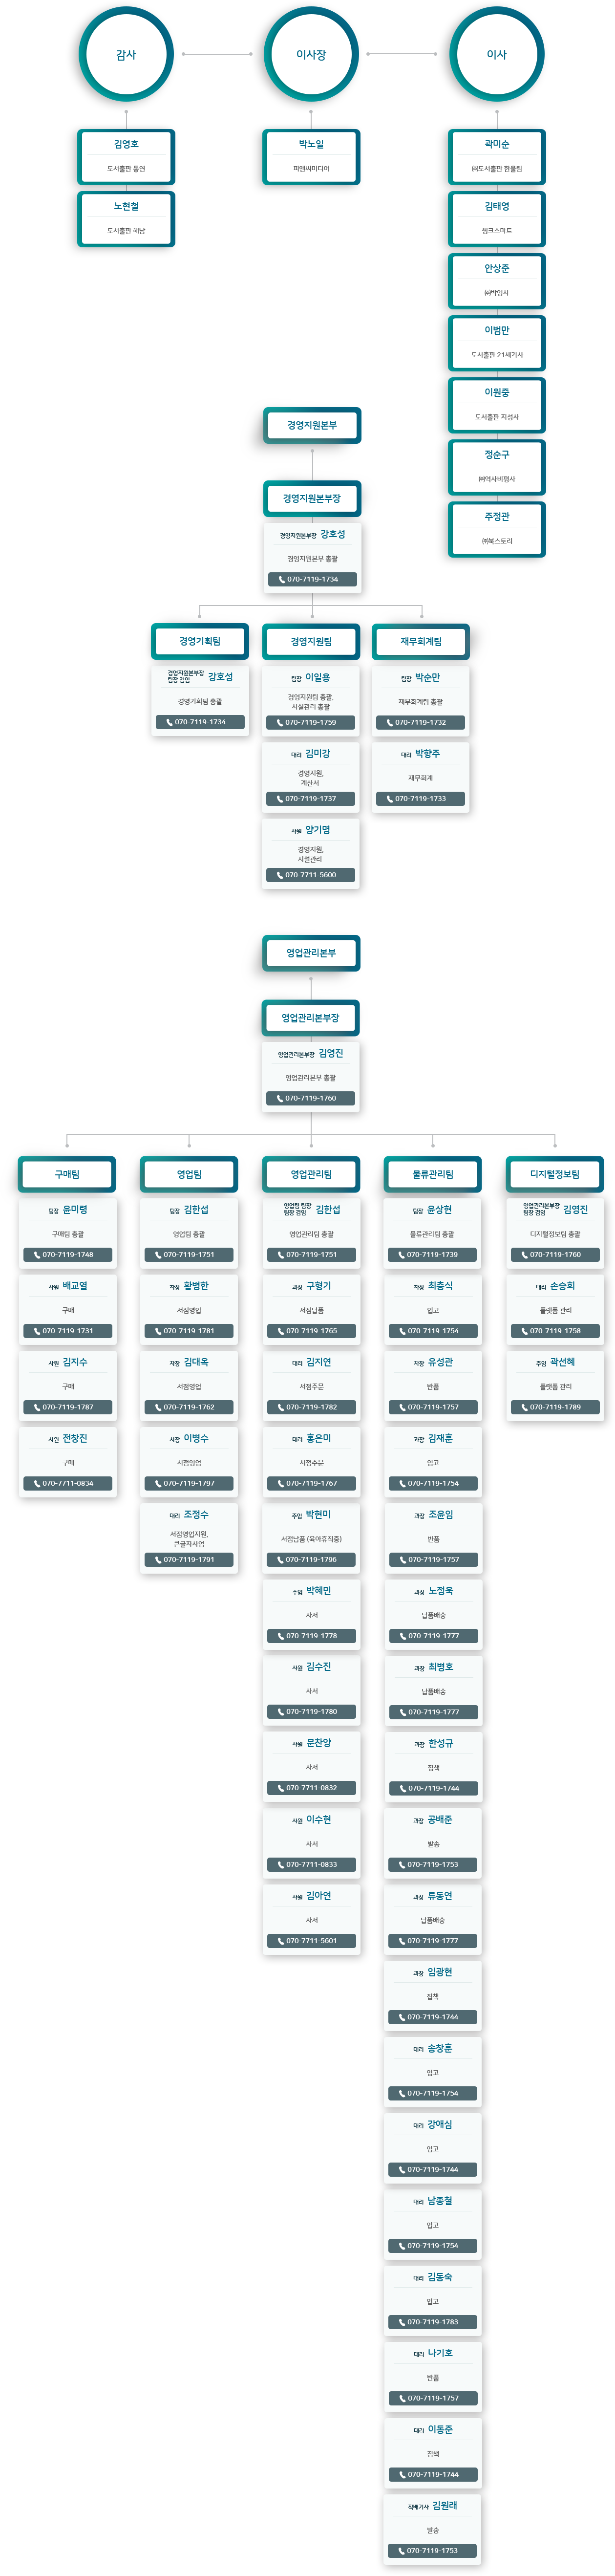 감사
이사장
이사
김영호
도서출판 동연
노현철
도서출판 해남
박노일
피앤씨미디어
곽미순
㈜도서출판 한울림
김태영
씽크스마트
안상준
㈜박영사
이범만
도서출판 21세기사
이원중
도서출판 지성사
정순구
㈜역사비평사
주정관
㈜북스토리
경영지원본부
경영지원본부장
경영지원본부장 강호성
경영지원본부 총괄
070-7119-1734
경영기획팀
경영지원본부장
팀장 겸임 강호성
경영기획팀 총괄
070-7119-1734
경영지원팀
팀장 이일용
경영지원팀 총괄,
시설관리 총괄
070-7119-1759
대리 김미강
경영지원,
계산서
070-7119-1737
사원 양기명
경영지원,
시설관리
070-7711-5600
재무회계팀
팀장 박순만
재무회계팀 총괄
070-7119-1732
대리 박향주
재무회계
070-7119-1733
영업관리본부
영업관리본부장
영업관리본부장 김영진
영업관리본부 총괄
070-7119-1760
구매팀
팀장 윤미령
구매팀 총괄
070-7119-1748
사원 배교열
구매
070-7119-1731
사원 김지수
구매
070-7119-1787
사원 전창진
구매
070-7711-0834
영업팀
팀장 김한섭
영업팀 총괄
070-7119-1751
차장 황병한
서점영업
070-7119-1781
차장 김대옥
서점영업
070-7119-1762
차장 이병수
서점영업
070-7119-1797
대리 조정수
서점영업지원,
큰글자사업
070-7119-1791
영업관리팀
영업팀 팀장
팀장 겸임 김한섭
영업관리팀 총괄
070-7119-1751
과장 구형기
서점납품
070-7119-1765
대리 김지연
서점주문
070-7119-1782
대리 홍은미
서점주문
070-7119-1767
주임 박현미
서점납품 (육아휴직중)
070-7119-1796
주임 박혜민
사서
070-7119-1778
사원 김수진
사서
070-7119-1780
사원 문찬양
사서
070-7711-0832
사원 이수현
사서
070-7711-0833
사원 김아연
사서
070-7711-5601
물류관리팀
팀장 윤상현
물류관리팀 총괄
070-7119-1739
차장 최충식
입고
070-7119-1754
차장 유성관
반품
070-7119-1757
과장 김재훈
입고
070-7119-1754
과장 조윤임
반품
070-7119-1757
과장 노정욱
납품배송
070-7119-1777
과장 최병호
납품배송
070-7119-1777
과장 한성규
집책
070-7119-1744
과장 공배준
발송
070-7119-1753
과장 류동연
납품배송
070-7119-1777
과장 임광현
집책
070-7119-1744
대리 송창훈
입고
070-7119-1754
대리 강애심
입고
070-7119-1744
대리 남종철
입고
070-7119-1754
대리 김동숙
입고
070-7119-1783
대리 나기호
반품
070-7119-1757
대리 이동준
집책
070-7119-1744
직배기사 김원래
발송
070-7119-1753
디지털정보팀
영업관리본부장
팀장 겸임 김영진
디지털정보팀 총괄
070-7119-1760
대리 손승희
플랫폼 관리
070-7119-1758
주임 곽선혜
플랫폼 관리
070-7119-1789